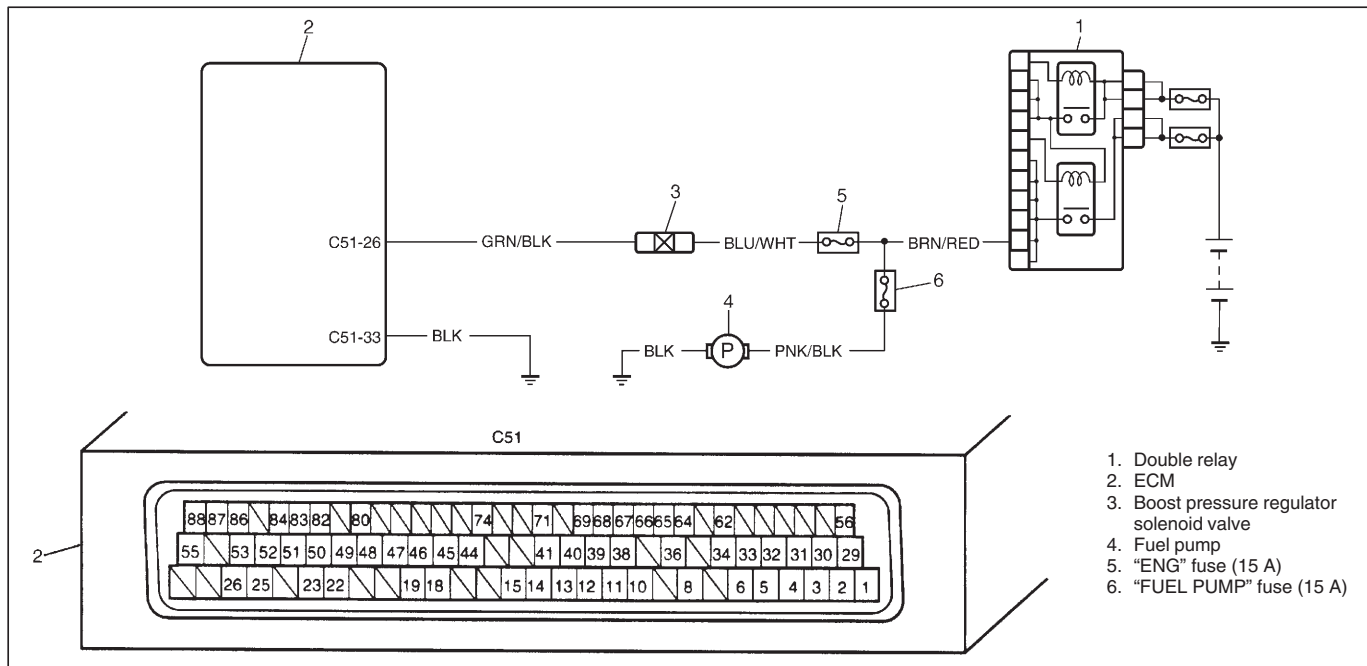 2
1
C51-26
GRN/BLK
3
BLU/WHT
5
BRN/RED
6
4
C51-33
BLK
BLK
P
PNK/BLK
C51
2
88 87 86 84 83 82 80 74 71 69 68 67 66 65 64 62 56
55 53 52 51 50 49 48 47 46 45 44 41 40 39 38 36 34 33 32 31 30 29
26 25 23 22 19 18 15 14 13 12 11 10 8 6 5 4 3 2 1
1. Double relay
2. ECM
3. Boost pressure regulator
solenoid valve
4. Fuel pump
5. “ENG” fuse (15 A)
6. “FUEL PUMP” fuse (15 A)